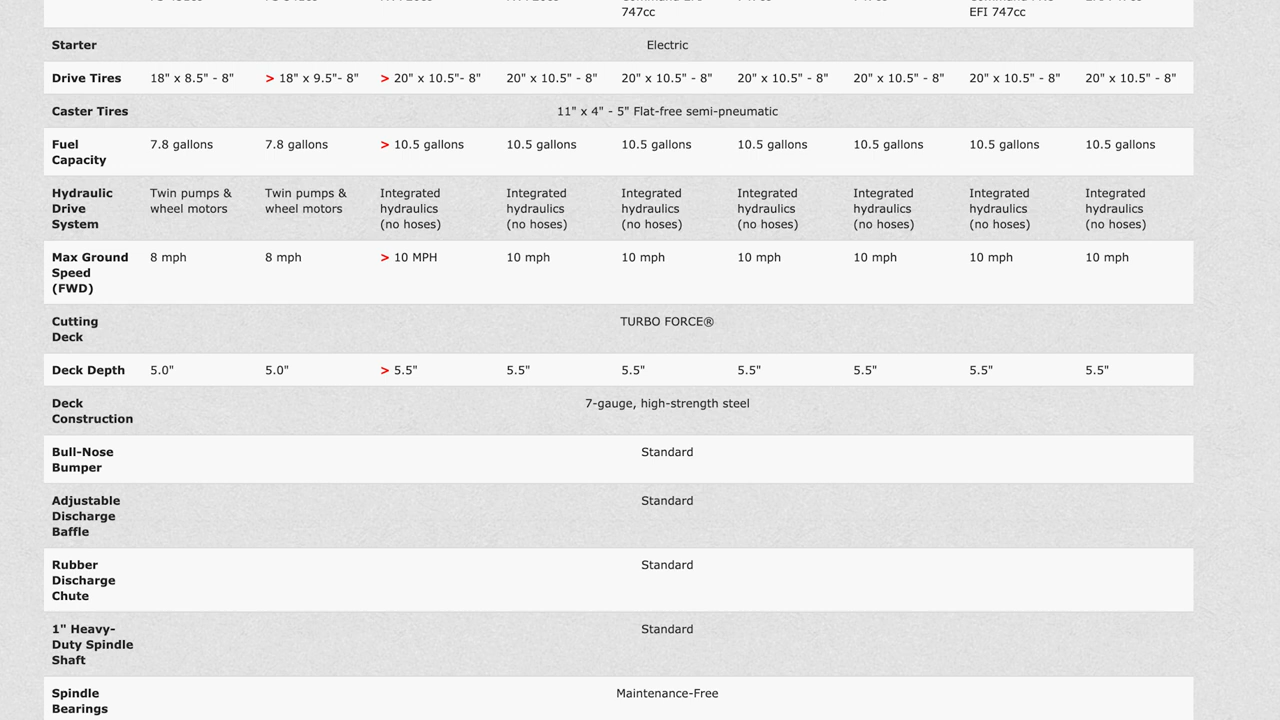 747cc EFI 747cc
Starter Electric
Drive Tires 18" x 8.5" - 8" > 18" x 9.5"- 8" > 20" x 10.5"- 8" 20" x 10.5" - 8" 20" x 10.5" - 8" 20" x 10.5" - 8" 20" x 10.5" - 8" 20" x 10.5" - 8" 20" x 10.5" - 8"
Caster Tires 11" x 4" - 5" Flat-free semi-pneumatic
Fuel 7.8 gallons 7.8 gallons > 10.5 gallons 10.5 gallons 10.5 gallons 10.5 gallons 10.5 gallons 10.5 gallons 10.5 gallons
Capacity
Hydraulic Twin pumps & Twin pumps & Integrated Integrated Integrated Integrated Integrated Integrated Integrated
Drive wheel motors wheel motors hydraulics hydraulics hydraulics hydraulics hydraulics hydraulics hydraulics
System (no hoses) (no hoses) (no hoses) (no hoses) (no hoses) (no hoses) (no hoses)
Max Ground 8 mph 8 mph > 10 MPH 10 mph 10 mph 10 mph 10 mph 10 mph 10 mph
Speed
(FWD)
Cutting TURBO FORCE®
Deck
Deck Depth 5.0" 5.0" > 5.5" 5.5" 5.5" 5.5" 5.5" 5.5" 5.5"
Deck 7-gauge, high-strength steel
Construction
Bull-Nose Standard
Bumper
Adjustable Standard
Discharge
Baffle
Rubber Standard
Discharge
Chute
1" Heavy- Standard
Duty Spindle
Shaft
Spindle Maintenance-Free
Bearings